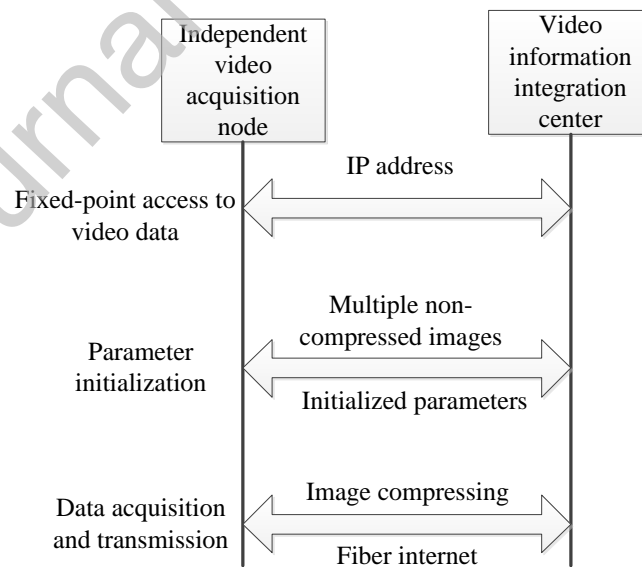 Independent
video
acquisition
node
Video
information
integration
center
IP address
Fixed-point access to
video data
Multiple non-
compressed images
Parameter
initialization
Initialized parameters
Image compressing
Data acquisition
and transmission
Fiber internet